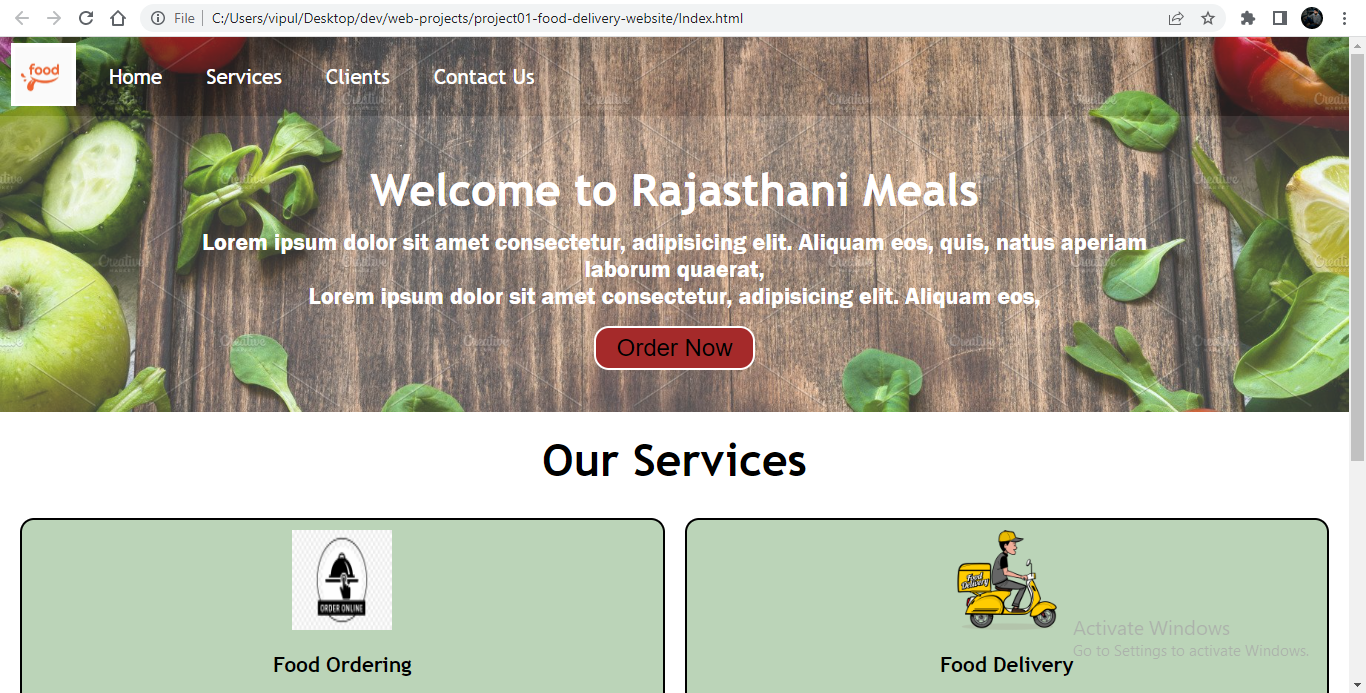 File
C:/Users/vipul/Desktop/dev/web-projects/project01-food-delivery-website/Index.html
food
Home
Services
Clients
Contact Us
Welcome to Rajasthani Meals
Lorem ipsum dolor sit amet consectetur, adipisicing elit. Aliquam eos, quis, natus aperiam
laborum quaerat,
Lorem ipsum dolor sit amet consectetur, adipisicing elit. Aliquam eos,
Order Now
Our Services
ORDER ONLINE
Food Ordering
Food
Delivery
Food Delivery
Activate Windows
Go to Settings to activate Windows.